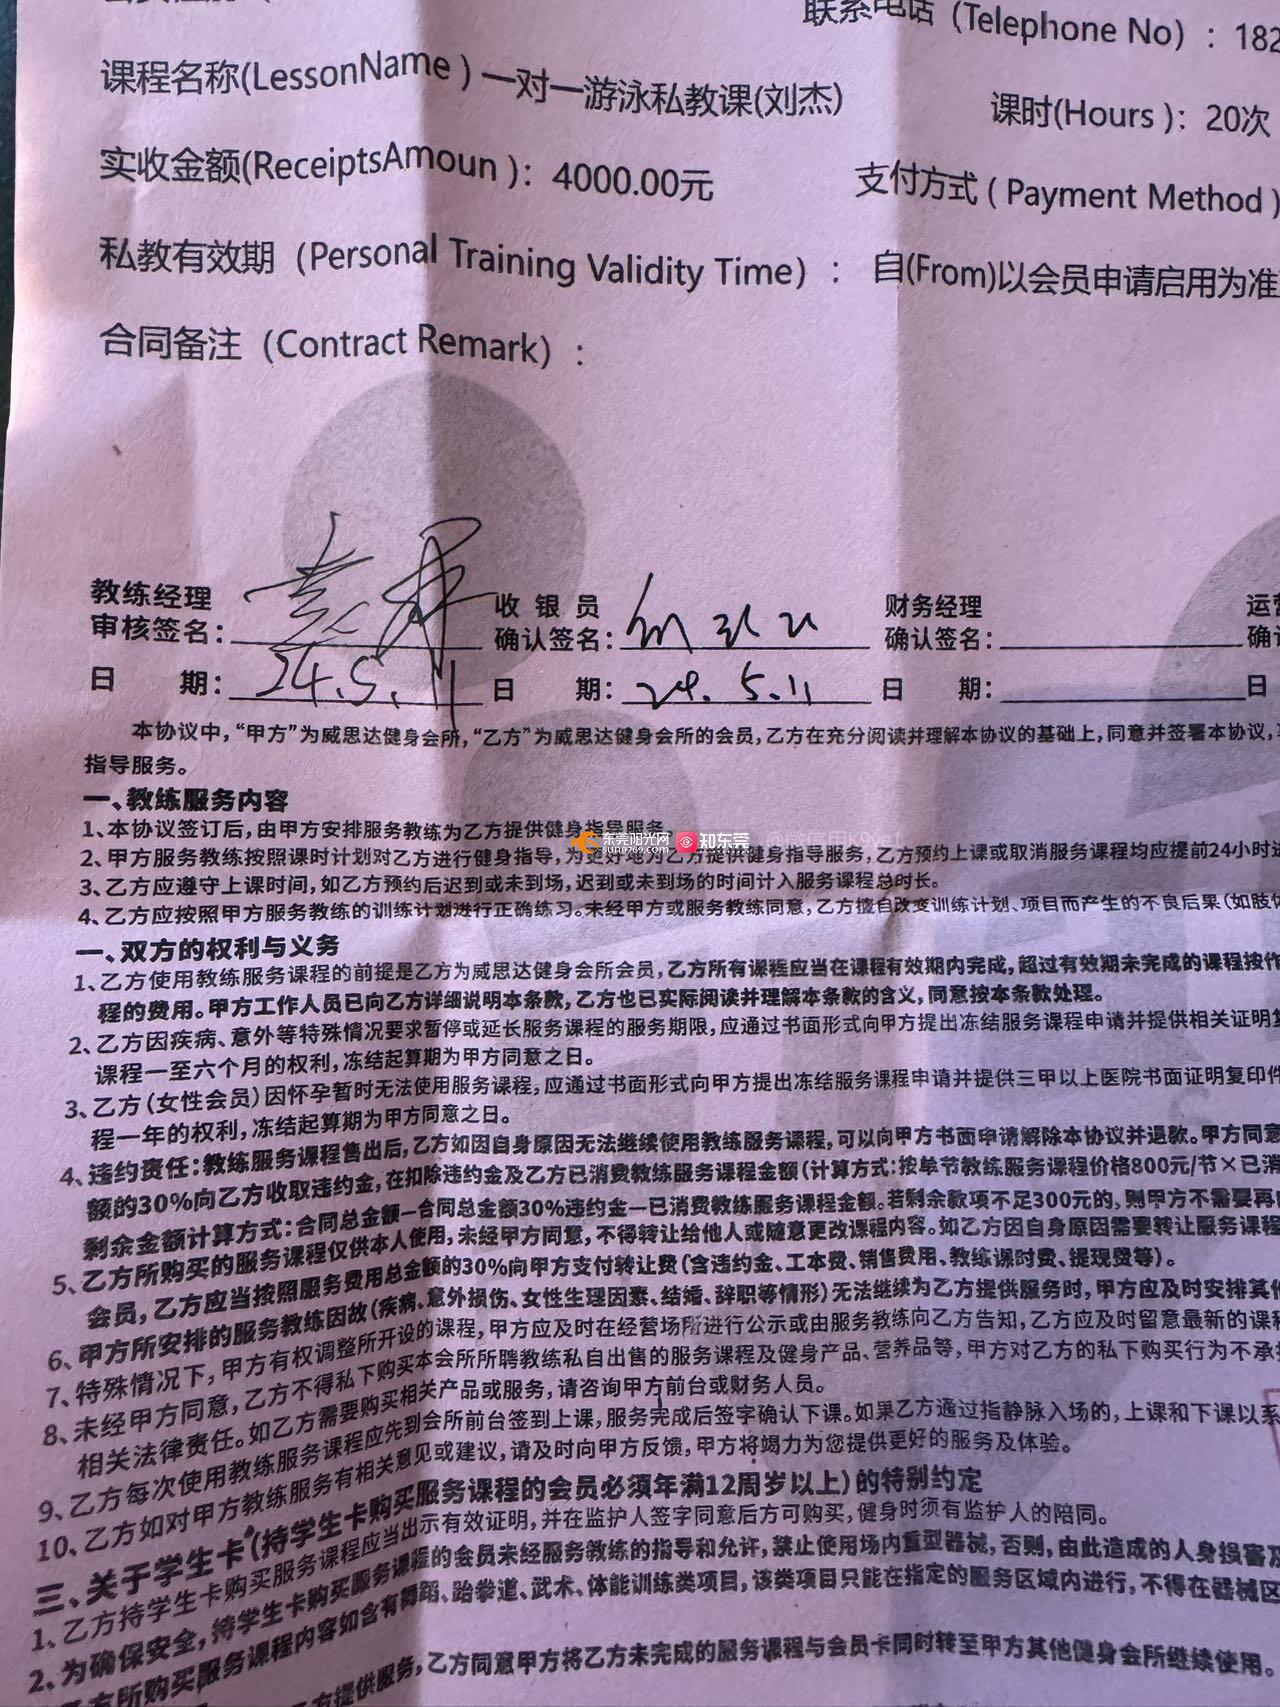 联系电话（Telephone No）：182
课程名称(LessonName )一对一游泳私教课(刘杰) 课时(Hours )：20次
实收金额(ReceiptsAmoun )：4000.00元 支付方式 ( Payment Method )
私教有效期（Personal Training Validity Time）： 自(From)以会员申请启用为准
合同备注（Contract Remark）：
教练经理 收 银 员 财务经理
审核签名： 确认签名： 确认签名：
日 期：24.5.11 日 期：24.5.11 日 期： 日
本协议中，“甲方”为威思达健身会所，“乙方”为威思达健身会所的会员，乙方在充分阅读并理解本协议的基础上，同意并签署本协议，
指导服务。
一、教练服务内容
1、本协议签订后，由甲方安排服务教练为乙方提供健身指导服务
东莞阳光网 sun0769.com 知东莞
2、甲方服务教练按照课时计划对乙方进行健身指导，为更好地为乙方提供健身指导服务，乙方预约上课或取消服务课程均应提前24小时
3、乙方应遵守上课时间，如乙方预约后迟到或未到场，迟到或未到场的时间计入服务课程总时长。
4、乙方应按照甲方服务教练的训练计划进行正确练习。未经甲方或服务教练同意，乙方擅自改变训练计划、项目而产生的不良后果（如肢
一、双方的权利与义务
1、乙方使用教练服务课程的前提是乙方为威思达健身会所会员，乙方所有课程应当在课程有效期内完成，超过有效期未完成的课程按作
程的费用。甲方工作人员已向乙方详细说明本条款，乙方也已实际阅读并理解本条款的含义，同意按本条款处理。
2、乙方因疾病、意外等特殊情况要求暂停或延长服务课程的服务期限，应通过书面形式向甲方提出冻结服务课程申请并提供相关证明
课程一至六个月的权利，冻结起算期为甲方同意之日。
3、乙方（女性会员）因怀孕暂时无法使用服务课程，应通过书面形式向甲方提出冻结服务课程申请并提供三甲以上医院书面证明复印件
程一年的权利，冻结起算期为甲方同意之日。
4、违约责任：教练服务课程售出后，乙方如因自身原因无法继续使用教练服务课程，可以向甲方书面申请解除本协议并退款。甲方同意
额的30%向乙方收取违约金，在扣除违约金及乙方已消费教练服务课程金额（计算方式：按单节教练服务课程价格800元/节×已消
剩余金额计算方式：合同总金额—合同总金额30%违约金—已消费教练服务课程金额。若剩余款项不足300元的，则甲方不需要再
5、乙方所购买的服务课程仅供本人使用，未经甲方同意，不得转让给他人或随意更改课程内容。如乙方因自身原因需要转让服务课程
会员，乙方应当按照服务费用总金额的30%向甲方支付转让费（含违约金、工本费、销售费用、教练课时费、提现费等）。
6、甲方所安排的服务教练因故（疾病、意外损伤、女性生理因素、结婚、辞职等情形）无法继续为乙方提供服务时，甲方应及时安排其
7、特殊情况下，甲方有权调整所开设的课程，甲方应及时在经营场所进行公示或由服务教练向乙方告知，乙方应及时留意最新的课
8、未经甲方同意，乙方不得私下购买本会所所聘教练私自出售的服务课程及健身产品、营养品等，甲方对乙方的私下购买行为不承
相关法律责任。如乙方需要购买相关产品或服务，请咨询甲方前台或财务人员。
9、乙方每次使用教练服务课程应先到会所前台签到上课，服务完成后签字确认下课。如果乙方通过指静脉入场的，上课和下课以系
10、乙方如对甲方教练服务有相关意见或建议，请及时向甲方反馈，甲方将竭力为您提供更好的服务及体验。
三、关于学生卡（持学生卡购买服务课程的会员必须年满12周岁以上）的特别约定
1、乙方持学生卡购买服务课程应当出示有效证明，并在监护人签字同意后方可购买，健身时须有监护人的陪同。
2、为确保安全，持学生卡购买服务课程的会员未经服务教练的指导和允许，禁止使用场内重型器械，否则，由此造成的人身损害
方所购买服务课程内容如含有舞蹈、跆拳道、武术、体能训练类项目，该类项目只能在指定的服务区域内进行，不得在器械区
方提供服务，乙方同意甲方将乙方未完成的服务课程与会员卡同时转至甲方其他健身会所继续使用。